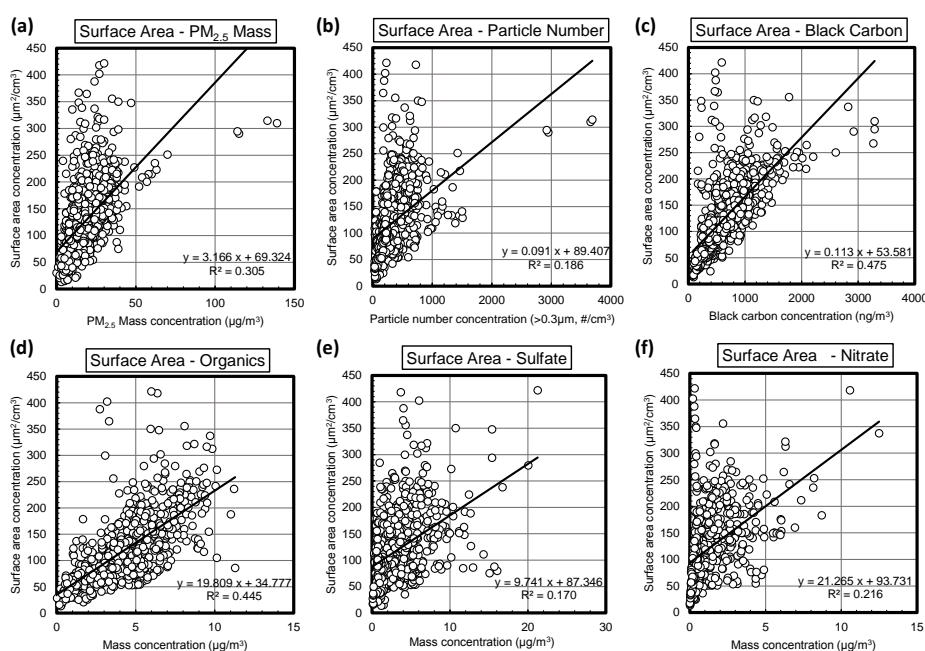 (a)
Surface Area - PM2.5 Mass
450
400
350
300
250
200
150
100
50
0
Surface area concentration (µm²/cm³)
y = 3.166 x + 69.324
R² = 0.305
0 50 100 150
PM2.5 Mass concentration (µg/m³)
(b)
Surface Area - Particle Number
450
400
350
300
250
200
150
100
50
0
Surface area concentration (µm²/cm³)
y = 0.091 x + 89.407
R² = 0.186
0 1000 2000 3000 4000
Particle number concentration (>0.3µm, #/cm³)
(c)
Surface Area - Black Carbon
450
400
350
300
250
200
150
100
50
0
Surface area concentration (µm²/cm³)
y = 0.113 x + 53.581
R² = 0.475
0 1000 2000 3000 4000
Black carbon concentration (ng/m³)
(d)
Surface Area - Organics
450
400
350
300
250
200
150
100
50
0
Surface area concentration (µm²/cm³)
y = 19.809 x + 34.777
R² = 0.445
0 5 10 15
Mass concentration (µg/m³)
(e)
Surface Area - Sulfate
450
400
350
300
250
200
150
100
50
0
Surface area concentration (µm²/cm³)
y = 9.741 x + 87.346
R² = 0.170
0 10 20 30
Mass concentration (µg/m³)
(f)
Surface Area - Nitrate
450
400
350
300
250
200
150
100
50
0
Surface area concentration (µm²/cm³)
y = 21.265 x + 93.731
R² = 0.216
0 5 10 15
Mass concentration (µg/m³)